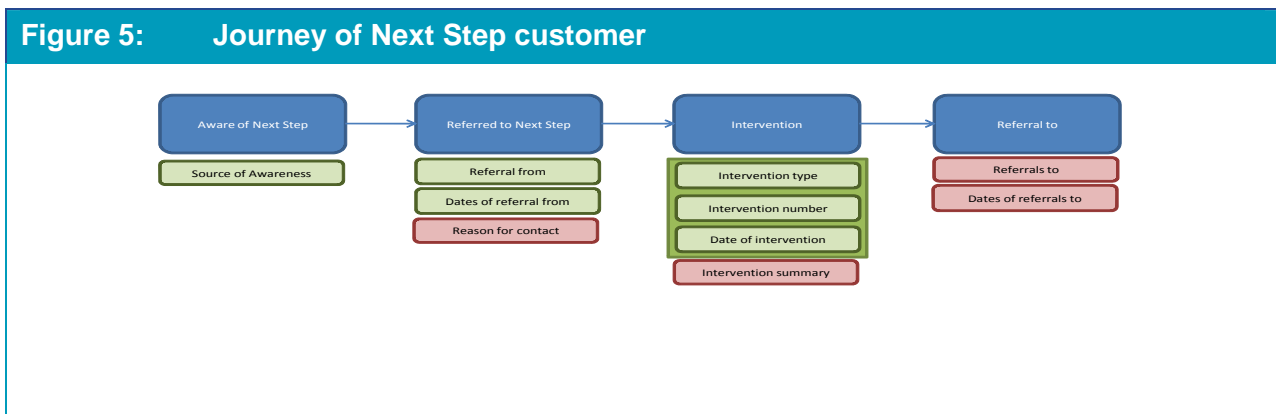 Figure 5: Journey of Next Step customer
Aware of Next Step
Source of Awareness
Referred to Next Step
Referral from
Dates of referral from
Reason for contact
Intervention
Intervention type
Intervention number
Date of intervention
Intervention summary
Referral to
Referrals to
Dates of referrals to